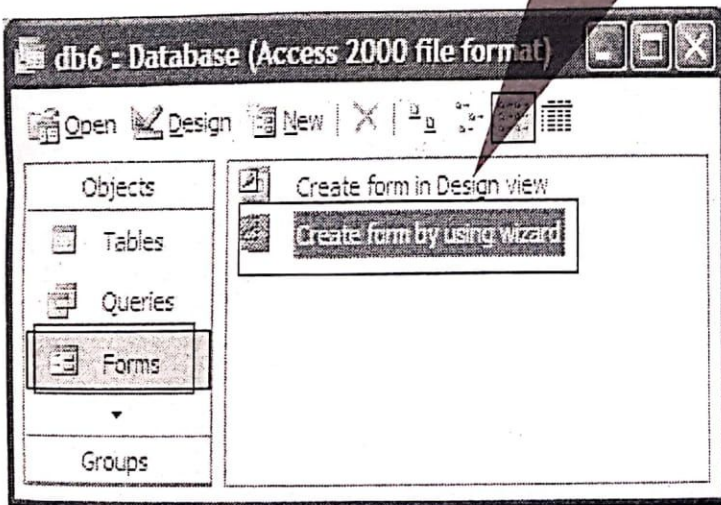 db6 : Database (Access 2000 file format)
Open Design New
Objects
Create form in Design view
Tables
Create form by using wizard
Queries
Forms
Groups